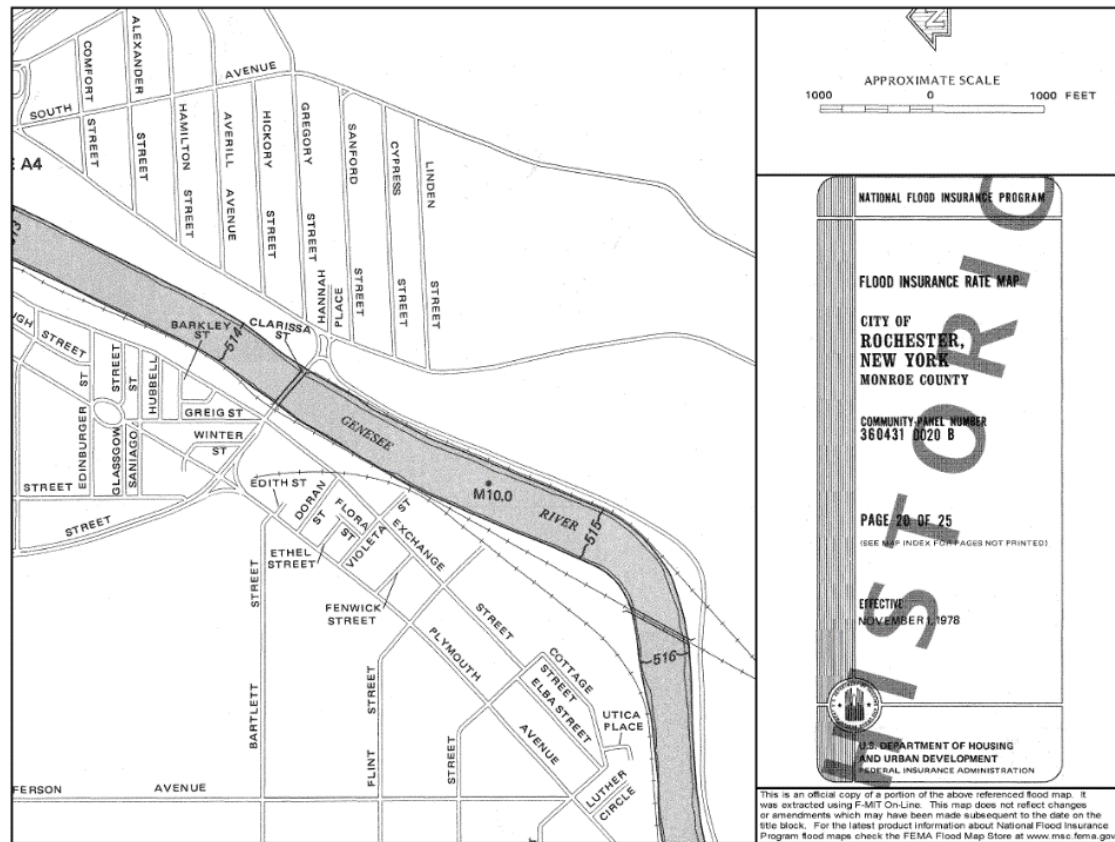 COMFORT
STREET
ALEXANDER
STREET
SOUTH
AVENUE
HAMILTON
STREET
AVERILL
AVENUE
HICKORY
STREET
GREGORY
STREET
HANNAH
PLACE
SANFORD
STREET
CYPRESS
STREET
LINDEN
STREET
A4
BARKLEY
ST
CLARISSA
ST
514
STREET
EDINBURGER
ST
GLASSGOW
STREET
SANIAGO
ST
HUBBELL
GREIG ST
WINTER
ST
GENESEE
RIVER
M10.0
515
516
STREET
STREET
EDITH ST
DORAN
ST
FLORA
ST
VIOLETA
ST
EXCHANGE
STREET
ETHEL
STREET
FENWICK
STREET
BARTLETT
STREET
FLINT
STREET
STREET
PLYMOUTH
AVENUE
COTTAGE
STREET
ELBA STREET
UTICA
PLACE
LUTHER
CIRCLE
FERSON
AVENUE
N
APPROXIMATE SCALE
1000 0 1000 FEET
NATIONAL FLOOD INSURANCE PROGRAM
FLOOD INSURANCE RATE MAP
CITY OF
ROCHESTER,
NEW YORK
MONROE COUNTY
COMMUNITY-PANEL NUMBER
360431 0020 B
PAGE 20 OF 25
(SEE MAP INDEX FOR PAGES NOT PRINTED)
EFFECTIVE:
NOVEMBER 1, 1978
U.S. DEPARTMENT OF HOUSING
AND URBAN DEVELOPMENT
FEDERAL INSURANCE ADMINISTRATION
HISTORIC
This is an official copy of a portion of the above referenced flood map. It
was extracted using F-MIT On-Line. This map does not reflect changes
or amendments which may have been made subsequent to the date on the
title block. For the latest product information about National Flood Insurance
Program flood maps check the FEMA Flood Map Store at www.msc.fema.gov